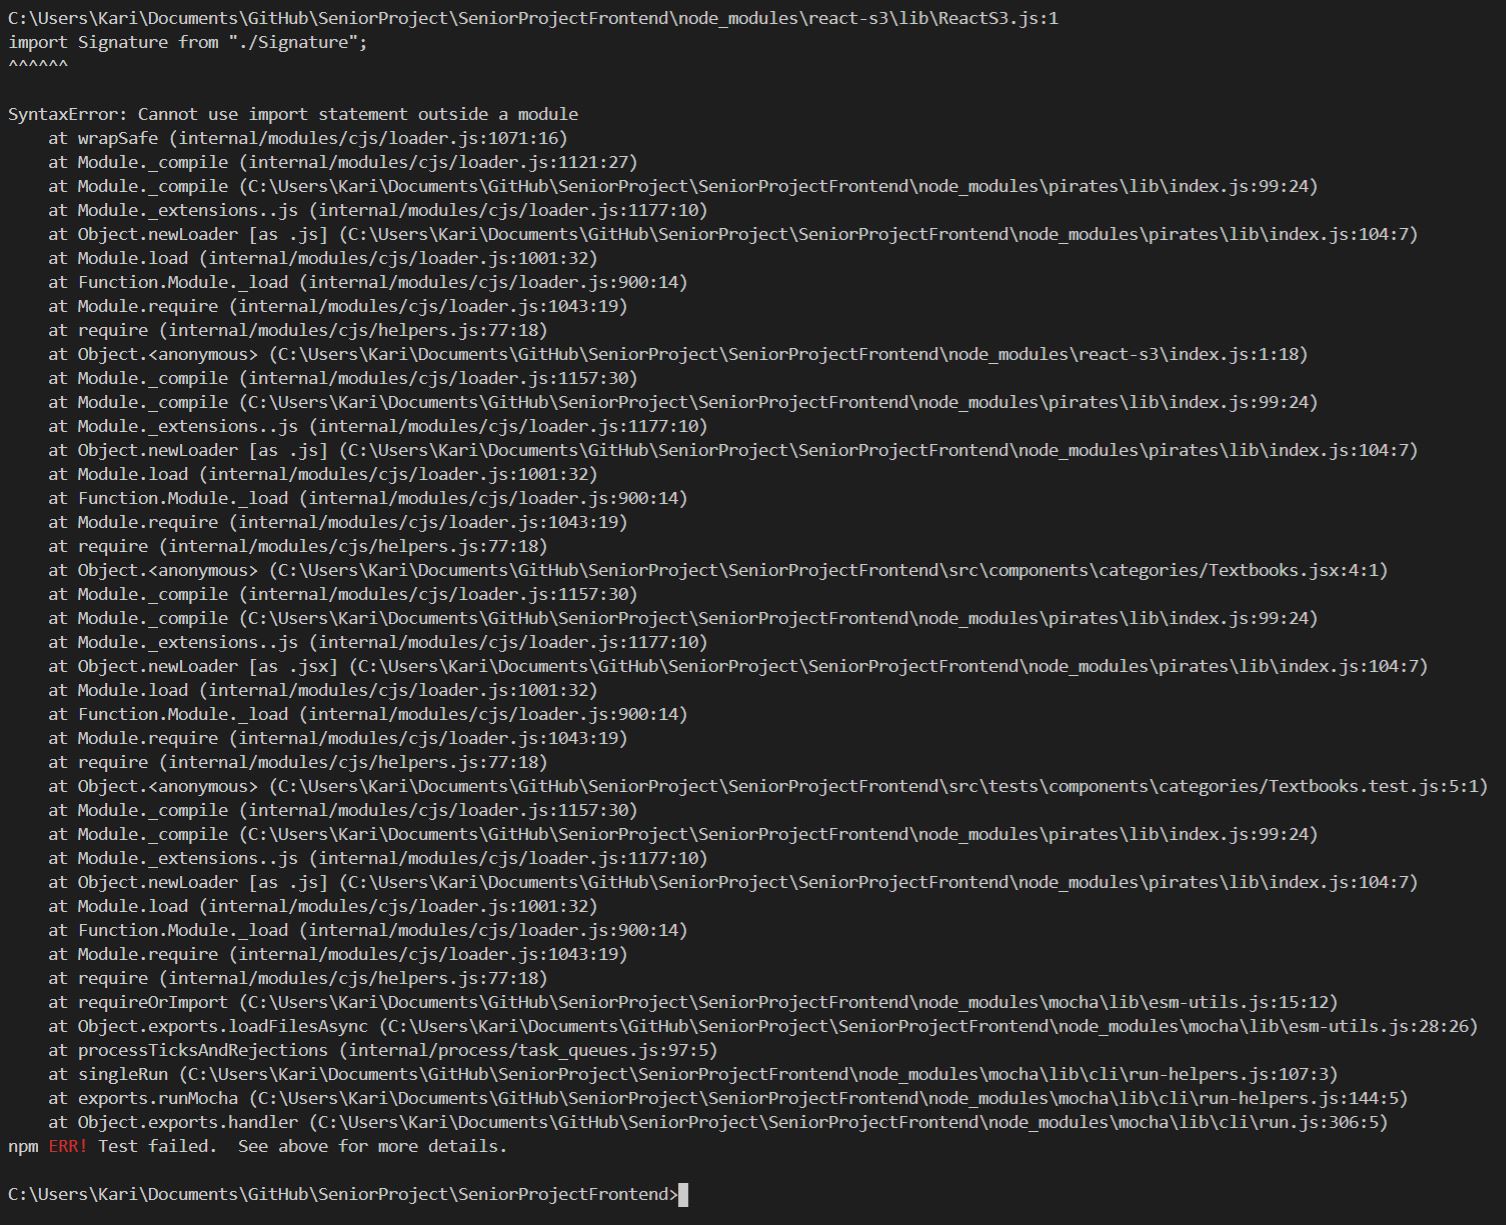 C:\Users\Kari\Documents\GitHub\SeniorProject\SeniorProjectFrontend\node_modules\react-s3\lib\ReactS3.js:1
import Signature from "./Signature";
^^^^^^
SyntaxError: Cannot use import statement outside a module
    at wrapSafe (internal/modules/cjs/loader.js:1071:16)
    at Module._compile (internal/modules/cjs/loader.js:1121:27)
    at Module._compile (C:\Users\Kari\Documents\GitHub\SeniorProject\SeniorProjectFrontend\node_modules\pirates\lib\index.js:99:24)
    at Module._extensions..js (internal/modules/cjs/loader.js:1177:10)
    at Object.newLoader [as .js] (C:\Users\Kari\Documents\GitHub\SeniorProject\SeniorProjectFrontend\node_modules\pirates\lib\index.js:104:7)
    at Module.load (internal/modules/cjs/loader.js:1001:32)
    at Function.Module._load (internal/modules/cjs/loader.js:900:14)
    at Module.require (internal/modules/cjs/loader.js:1043:19)
    at require (internal/modules/cjs/helpers.js:77:18)
    at Object.<anonymous> (C:\Users\Kari\Documents\GitHub\SeniorProject\SeniorProjectFrontend\node_modules\react-s3\index.js:1:18)
    at Module._compile (internal/modules/cjs/loader.js:1157:30)
    at Module._compile (C:\Users\Kari\Documents\GitHub\SeniorProject\SeniorProjectFrontend\node_modules\pirates\lib\index.js:99:24)
    at Module._extensions..js (internal/modules/cjs/loader.js:1177:10)
    at Object.newLoader [as .js] (C:\Users\Kari\Documents\GitHub\SeniorProject\SeniorProjectFrontend\node_modules\pirates\lib\index.js:104:7)
    at Module.load (internal/modules/cjs/loader.js:1001:32)
    at Function.Module._load (internal/modules/cjs/loader.js:900:14)
    at Module.require (internal/modules/cjs/loader.js:1043:19)
    at require (internal/modules/cjs/helpers.js:77:18)
    at Object.<anonymous> (C:\Users\Kari\Documents\GitHub\SeniorProject\SeniorProjectFrontend\src\components\categories/Textbooks.jsx:4:1)
    at Module._compile (internal/modules/cjs/loader.js:1157:30)
    at Module._compile (C:\Users\Kari\Documents\GitHub\SeniorProject\SeniorProjectFrontend\node_modules\pirates\lib\index.js:99:24)
    at Module._extensions..js (internal/modules/cjs/loader.js:1177:10)
    at Object.newLoader [as .jsx] (C:\Users\Kari\Documents\GitHub\SeniorProject\SeniorProjectFrontend\node_modules\pirates\lib\index.js:104:7)
    at Module.load (internal/modules/cjs/loader.js:1001:32)
    at Function.Module._load (internal/modules/cjs/loader.js:900:14)
    at Module.require (internal/modules/cjs/loader.js:1043:19)
    at require (internal/modules/cjs/helpers.js:77:18)
    at Object.<anonymous> (C:\Users\Kari\Documents\GitHub\SeniorProject\SeniorProjectFrontend\src\tests\components\categories/Textbooks.test.js:5:1)
    at Module._compile (internal/modules/cjs/loader.js:1157:30)
    at Module._compile (C:\Users\Kari\Documents\GitHub\SeniorProject\SeniorProjectFrontend\node_modules\pirates\lib\index.js:99:24)
    at Module._extensions..js (internal/modules/cjs/loader.js:1177:10)
    at Object.newLoader [as .js] (C:\Users\Kari\Documents\GitHub\SeniorProject\SeniorProjectFrontend\node_modules\pirates\lib\index.js:104:7)
    at Module.load (internal/modules/cjs/loader.js:1001:32)
    at Function.Module._load (internal/modules/cjs/loader.js:900:14)
    at Module.require (internal/modules/cjs/loader.js:1043:19)
    at require (internal/modules/cjs/helpers.js:77:18)
    at requireOrImport (C:\Users\Kari\Documents\GitHub\SeniorProject\SeniorProjectFrontend\node_modules\mocha\lib\esm-utils.js:15:12)
    at Object.exports.loadFilesAsync (C:\Users\Kari\Documents\GitHub\SeniorProject\SeniorProjectFrontend\node_modules\mocha\lib\esm-utils.js:28:26)
    at processTicksAndRejections (internal/process/task_queues.js:97:5)
    at singleRun (C:\Users\Kari\Documents\GitHub\SeniorProject\SeniorProjectFrontend\node_modules\mocha\lib\cli\run-helpers.js:107:3)
    at exports.runMocha (C:\Users\Kari\Documents\GitHub\SeniorProject\SeniorProjectFrontend\node_modules\mocha\lib\cli\run-helpers.js:144:5)
    at Object.exports.handler (C:\Users\Kari\Documents\GitHub\SeniorProject\SeniorProjectFrontend\node_modules\mocha\lib\cli\run.js:306:5)
npm ERR! Test failed.  See above for more details.
C:\Users\Kari\Documents\GitHub\SeniorProject\SeniorProjectFrontend>